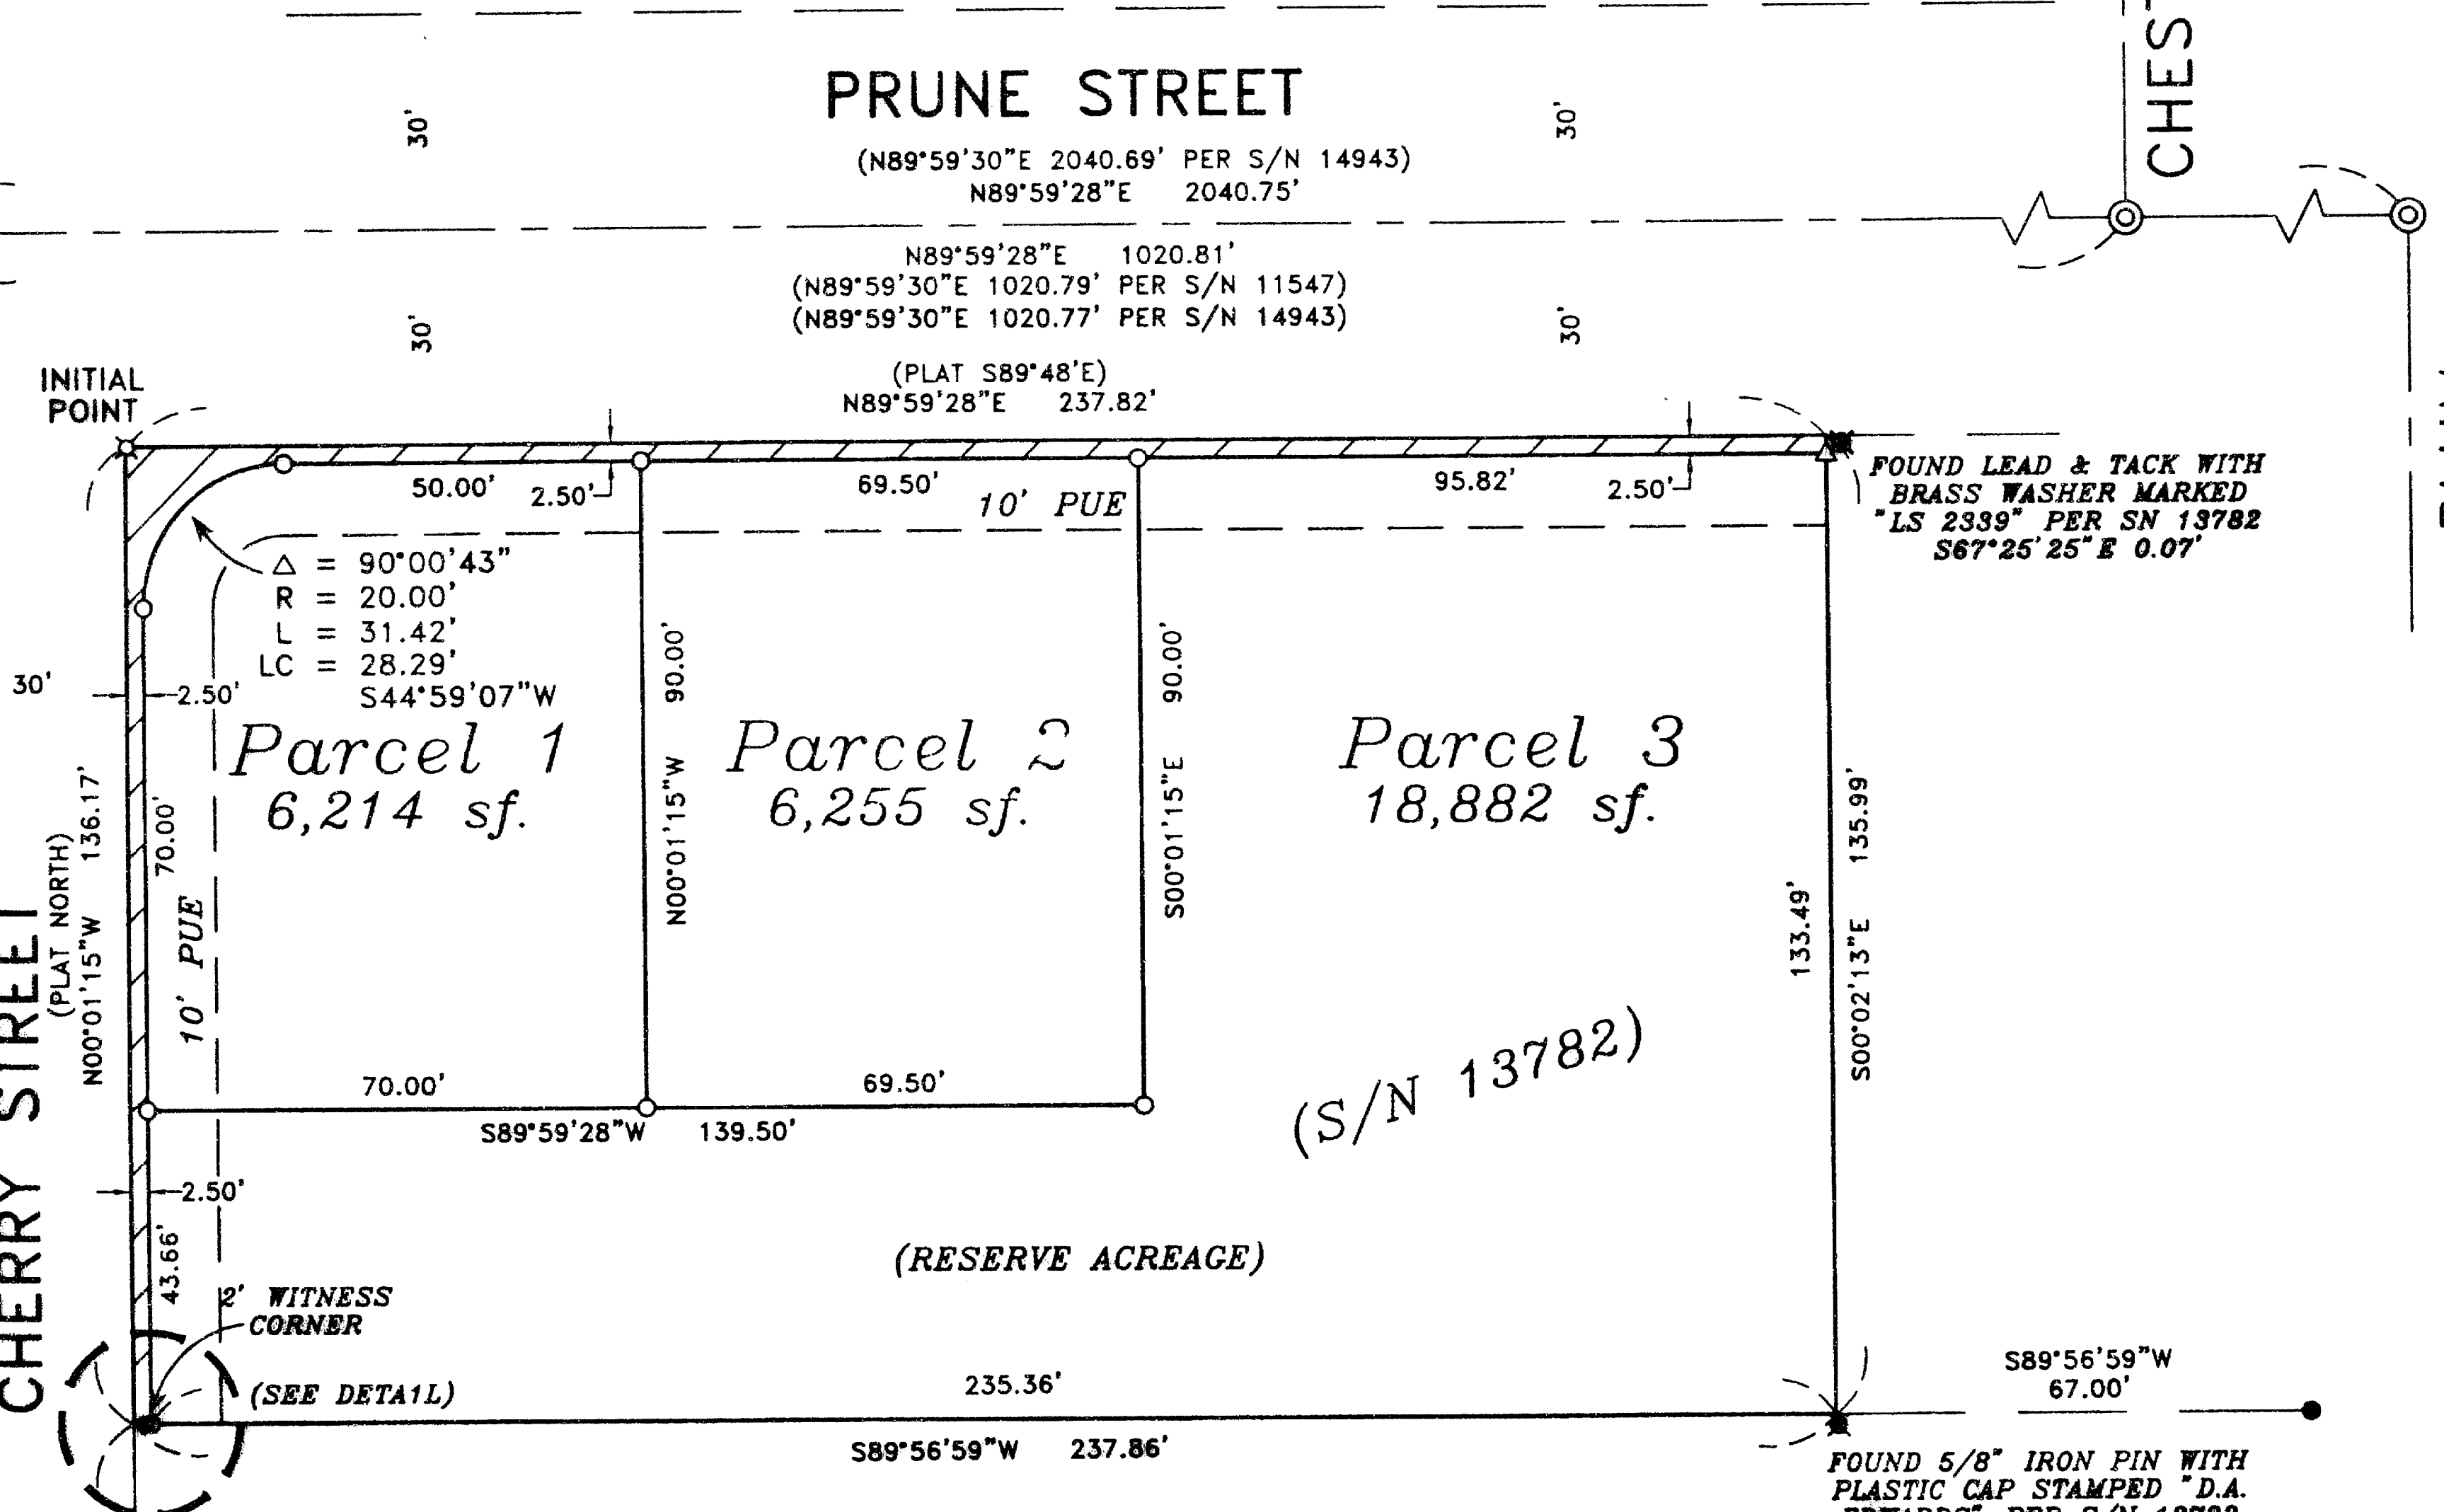 CHES
PRUNE STREET
30'
30'
(N89°59'30"E 2040.69' PER S/N 14943)
N89°59'28"E 2040.75'
N89°59'28"E 1020.81'
(N89°59'30"E 1020.79' PER S/N 11547)
(N89°59'30"E 1020.77' PER S/N 14943)
30'
30'
(PLAT S89°48'E)
N89°59'28"E 237.82'
INITIAL
POINT
50.00'
2.50'
69.50'
10' PUE
95.82'
2.50'
FOUND LEAD & TACK WITH
BRASS WASHER MARKED
"LS 2339" PER SN 13782
S67°25'25"E 0.07'
△ = 90°00'43"
R = 20.00'
L = 31.42'
LC = 28.29'
S44°59'07"W
30'
2.50'
Parcel 1
6,214 sf.
Parcel 2
6,255 sf.
Parcel 3
18,882 sf.
CHERRY STREET
(PLAT NORTH)
N00°01'15"W 136.17'
70.00'
10' PUE
N00°01'15"W 90.00'
S00°01'15"E 90.00'
133.49'
S00°02'13"E 135.99'
70.00'
69.50'
S89°59'28"W 139.50'
(S/N 13782)
2.50'
43.66'
(RESERVE ACREAGE)
2' WITNESS
CORNER
(SEE DETA1L)
235.36'
S89°56'59"W 237.86'
S89°56'59"W
67.00'
FOUND 5/8" IRON PIN WITH
PLASTIC CAP STAMPED "D.A.